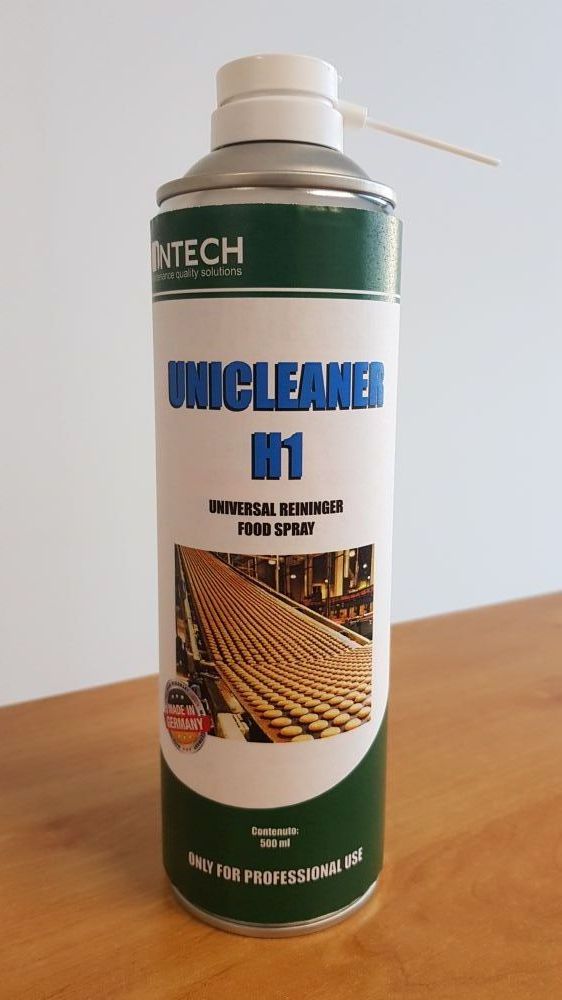 INTECH
tenance quality solutions
UNICLEANER
H1
UNIVERSAL REININGER
FOOD SPRAY
MADE IN
GERMANY
Contenuto:
500 ml
ONLY FOR PROFESSIONAL USE